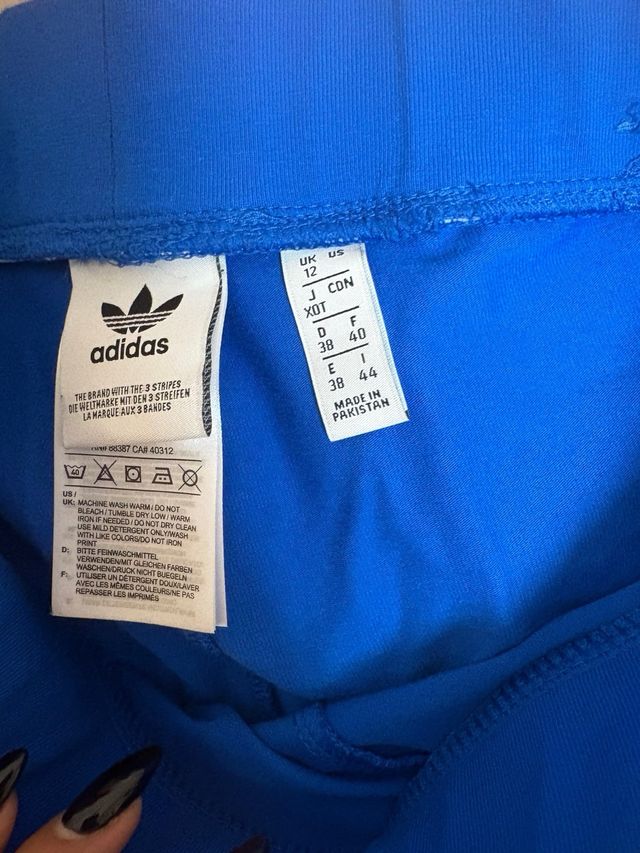 adidas
THE BRAND WITH THE 3 STRIPES
DIE WELTMARKE MIT DEN 3 STREIFEN
LA MARQUE AUX 3 BANDES
88387 CA# 40312
40
US /
UK: MACHINE WASH WARM / DO NOT
BLEACH / TUMBLE DRY LOW / WARM
IRON IF NEEDED / DO NOT DRY CLEAN
USE MILD DETERGENT ONLY/WASH
WITH LIKE COLORS/DO NOT IRON
PRINT
D: BITTE FEINWASCHMITTEL
VERWENDEN/MIT GLEICHEN FARBEN
WASCHEN/DRUCK NICHT BUEGELN
F: UTILISER UN DÉTERGENT DOUX/LAVER
AVEC LES MÊMES COULEURS/NE PAS
REPASSER LES IMPRIMÉS
UK US
12
J CDN
XOT
D F
38 40
E I
38 44
MADE IN
PAKISTAN